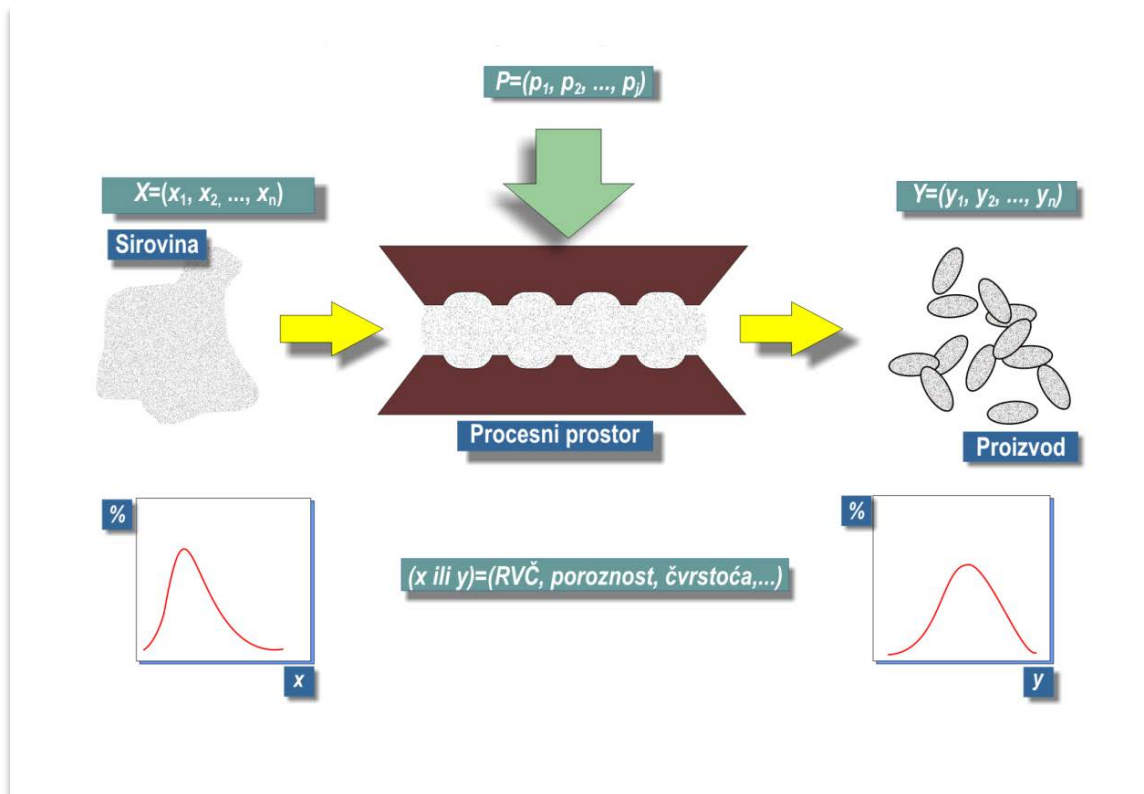 P=(p₁, p₂, ..., pⱼ)
X=(x₁, x₂, ..., xₙ)
Y=(y₁, y₂, ..., yₙ)
Sirovina
Procesni prostor
Proizvod
%
%
(x ili y)=(RVČ, poroznost, čvrstoća,...)
x
y